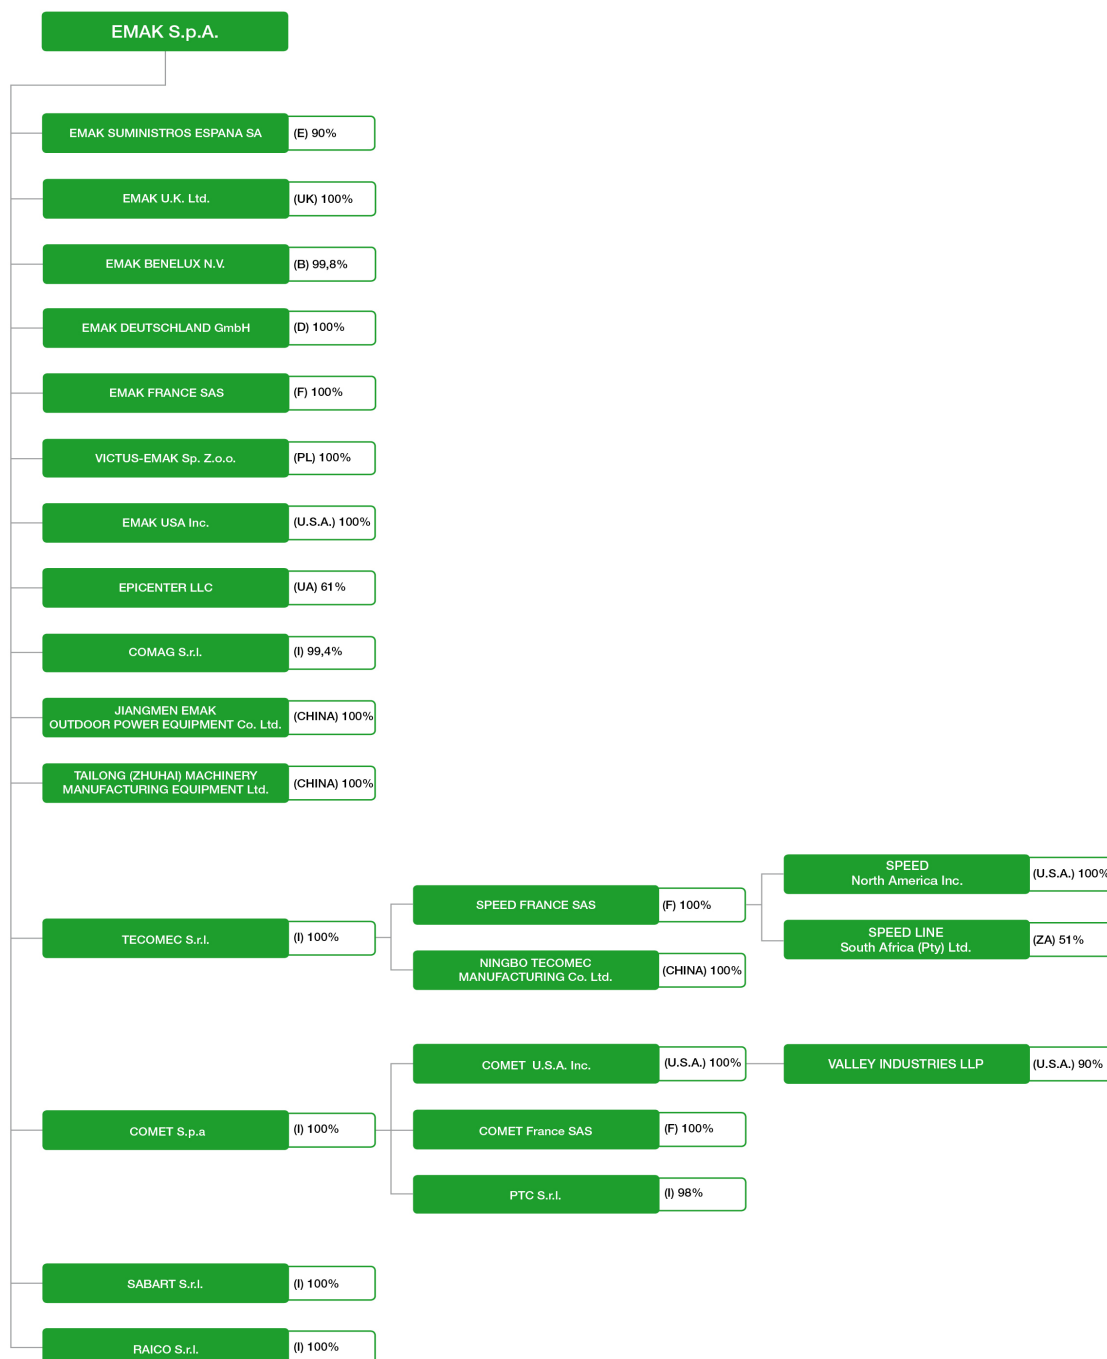 EMAK S.p.A.
EMAK SUMINISTROS ESPANA SA
(E) 90%
EMAK U.K. Ltd.
(UK) 100%
EMAK BENELUX N.V.
(B) 99,8%
EMAK DEUTSCHLAND GmbH
(D) 100%
EMAK FRANCE SAS
(F) 100%
VICTUS-EMAK Sp. Z.o.o.
(PL) 100%
EMAK USA Inc.
(U.S.A.) 100%
EPICENTER LLC
(UA) 61%
COMAG S.r.l.
(I) 99,4%
JIANGMEN EMAK
OUTDOOR POWER EQUIPMENT Co. Ltd.
(CHINA) 100%
TAILONG (ZHUHAI) MACHINERY
MANUFACTURING EQUIPMENT Ltd.
(CHINA) 100%
TECOMEC S.r.l.
(I) 100%
SPEED FRANCE SAS
(F) 100%
SPEED
North America Inc.
(U.S.A.) 100%
SPEED LINE
South Africa (Pty) Ltd.
(ZA) 51%
NINGBO TECOMEC
MANUFACTURING Co. Ltd.
(CHINA) 100%
COMET S.p.a
(I) 100%
COMET U.S.A. Inc.
(U.S.A.) 100%
VALLEY INDUSTRIES LLP
(U.S.A.) 90%
COMET France SAS
(F) 100%
PTC S.r.l.
(I) 98%
SABART S.r.l.
(I) 100%
RAICO S.r.l.
(I) 100%